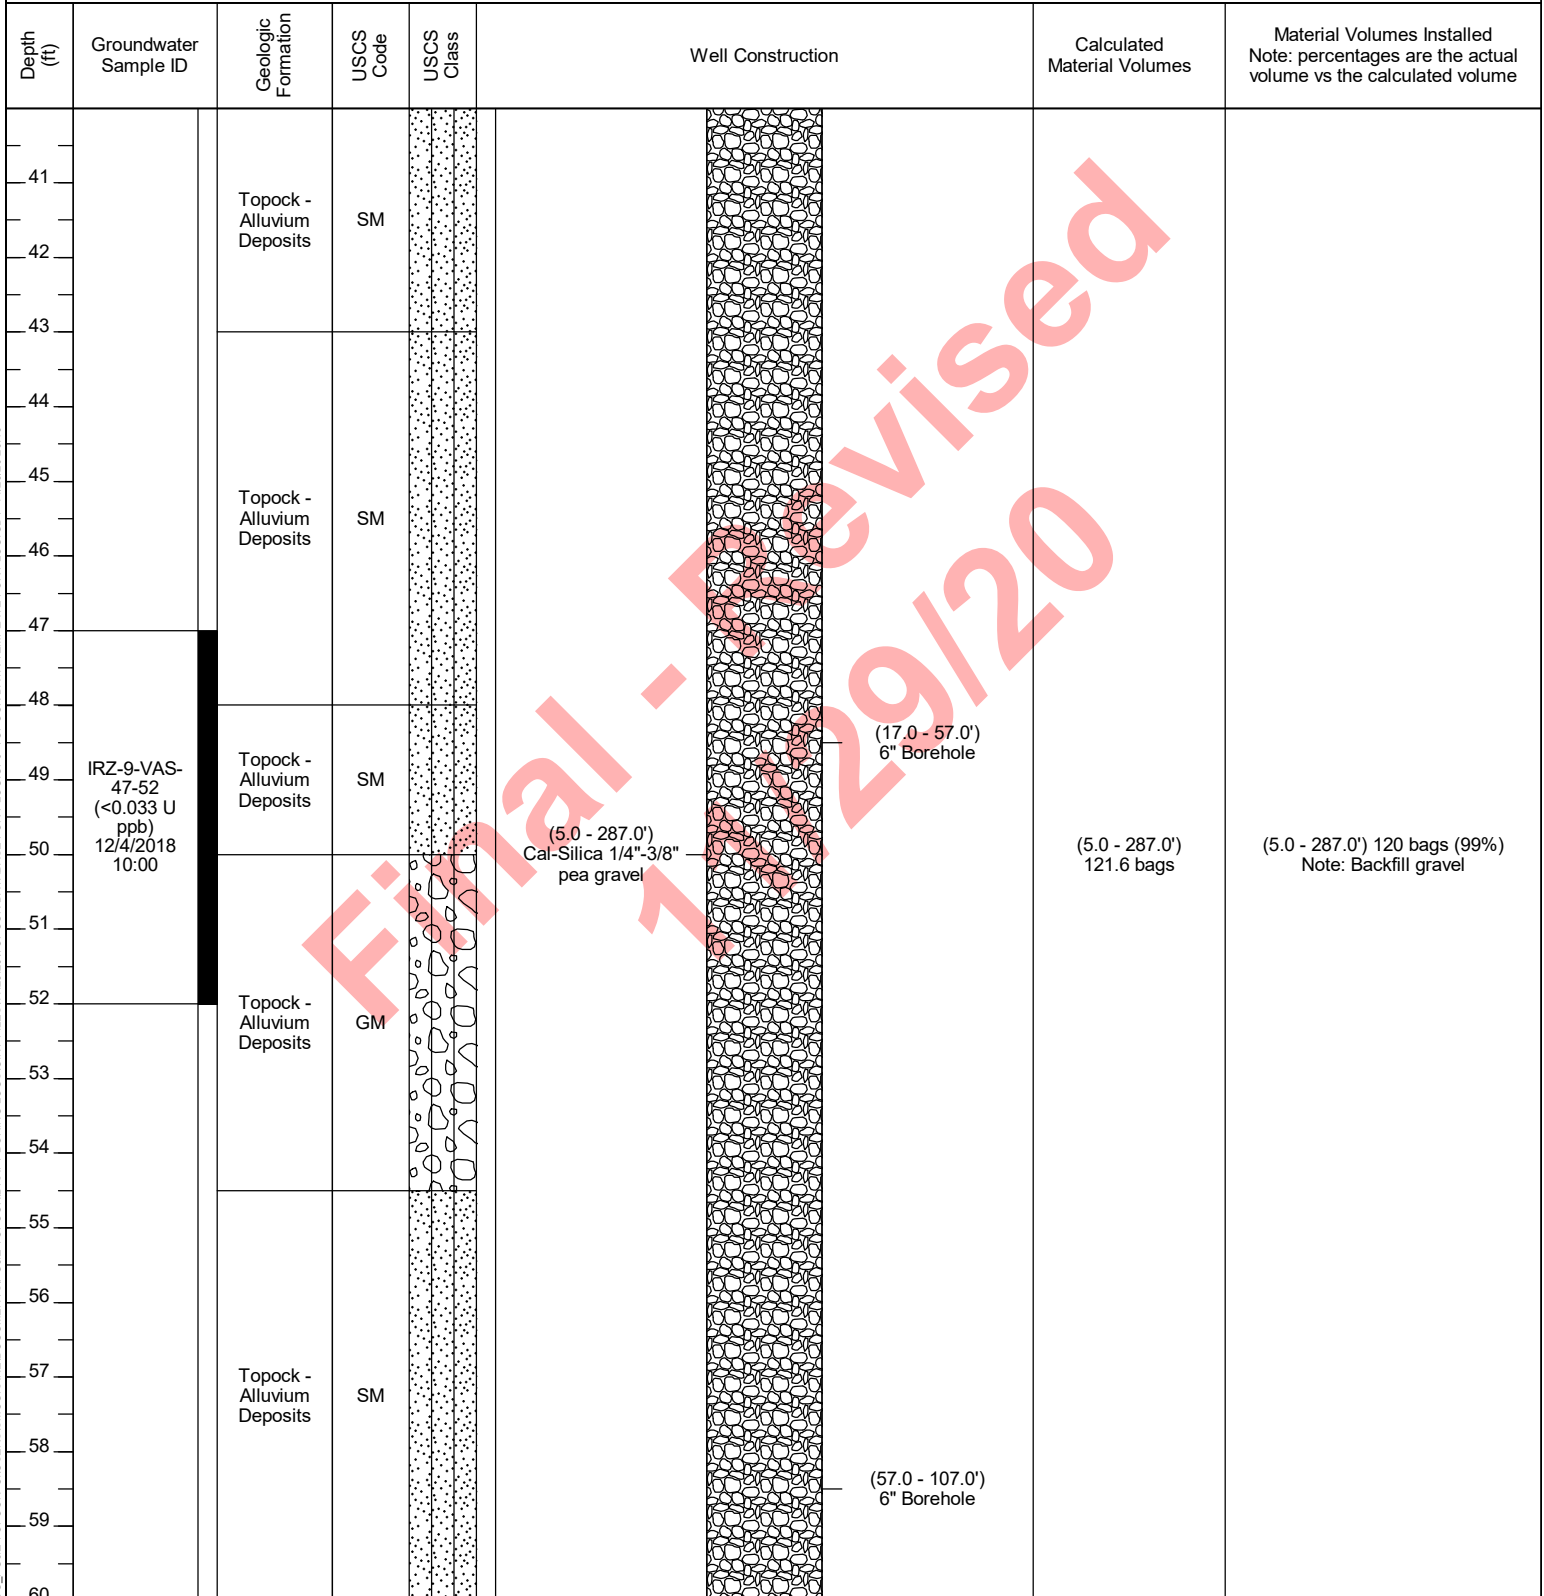 Depth
(ft)
Groundwater
Sample ID
Geologic
Formation
USCS
Code
USCS
Class
Well Construction
Calculated
Material Volumes
Material Volumes Installed
Note: percentages are the actual
volume vs the calculated volume
41
Topock -
Alluvium
Deposits
SM
42
43
44
45
Topock -
Alluvium
Deposits
SM
46
47
48
(17.0 - 57.0')
6" Borehole
49
Topock -
Alluvium
Deposits
SM
IRZ-9-VAS-
47-52
(<0.033 U
ppb)
12/4/2018
10:00
50
(5.0 - 287.0')
Cal-Silica 1/4"-3/8"
pea gravel
(5.0 - 287.0')
121.6 bags
(5.0 - 287.0') 120 bags (99%)
Note: Backfill gravel
51
52
Topock -
Alluvium
Deposits
GM
53
54
55
56
57
Topock -
Alluvium
Deposits
SM
58
(57.0 - 107.0')
6" Borehole
59
60
Final - Revised
11/29/20